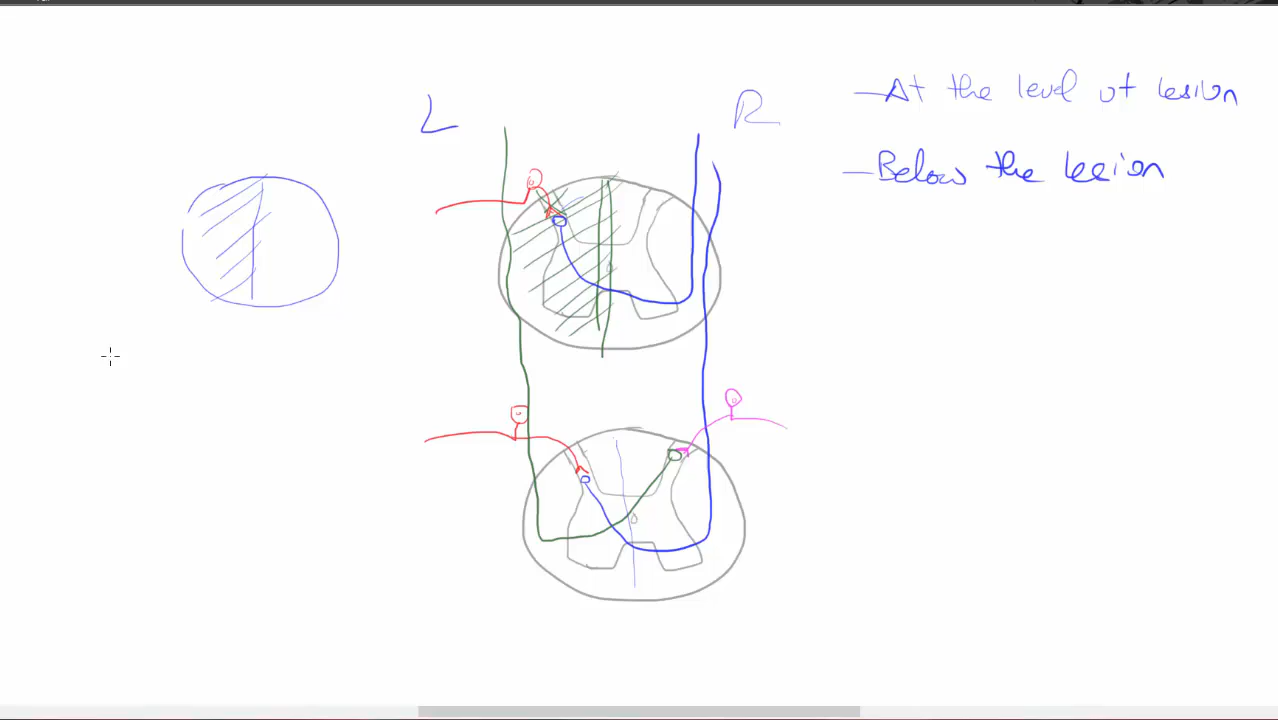 L
R
-At the level of lesion
-Below the lesion